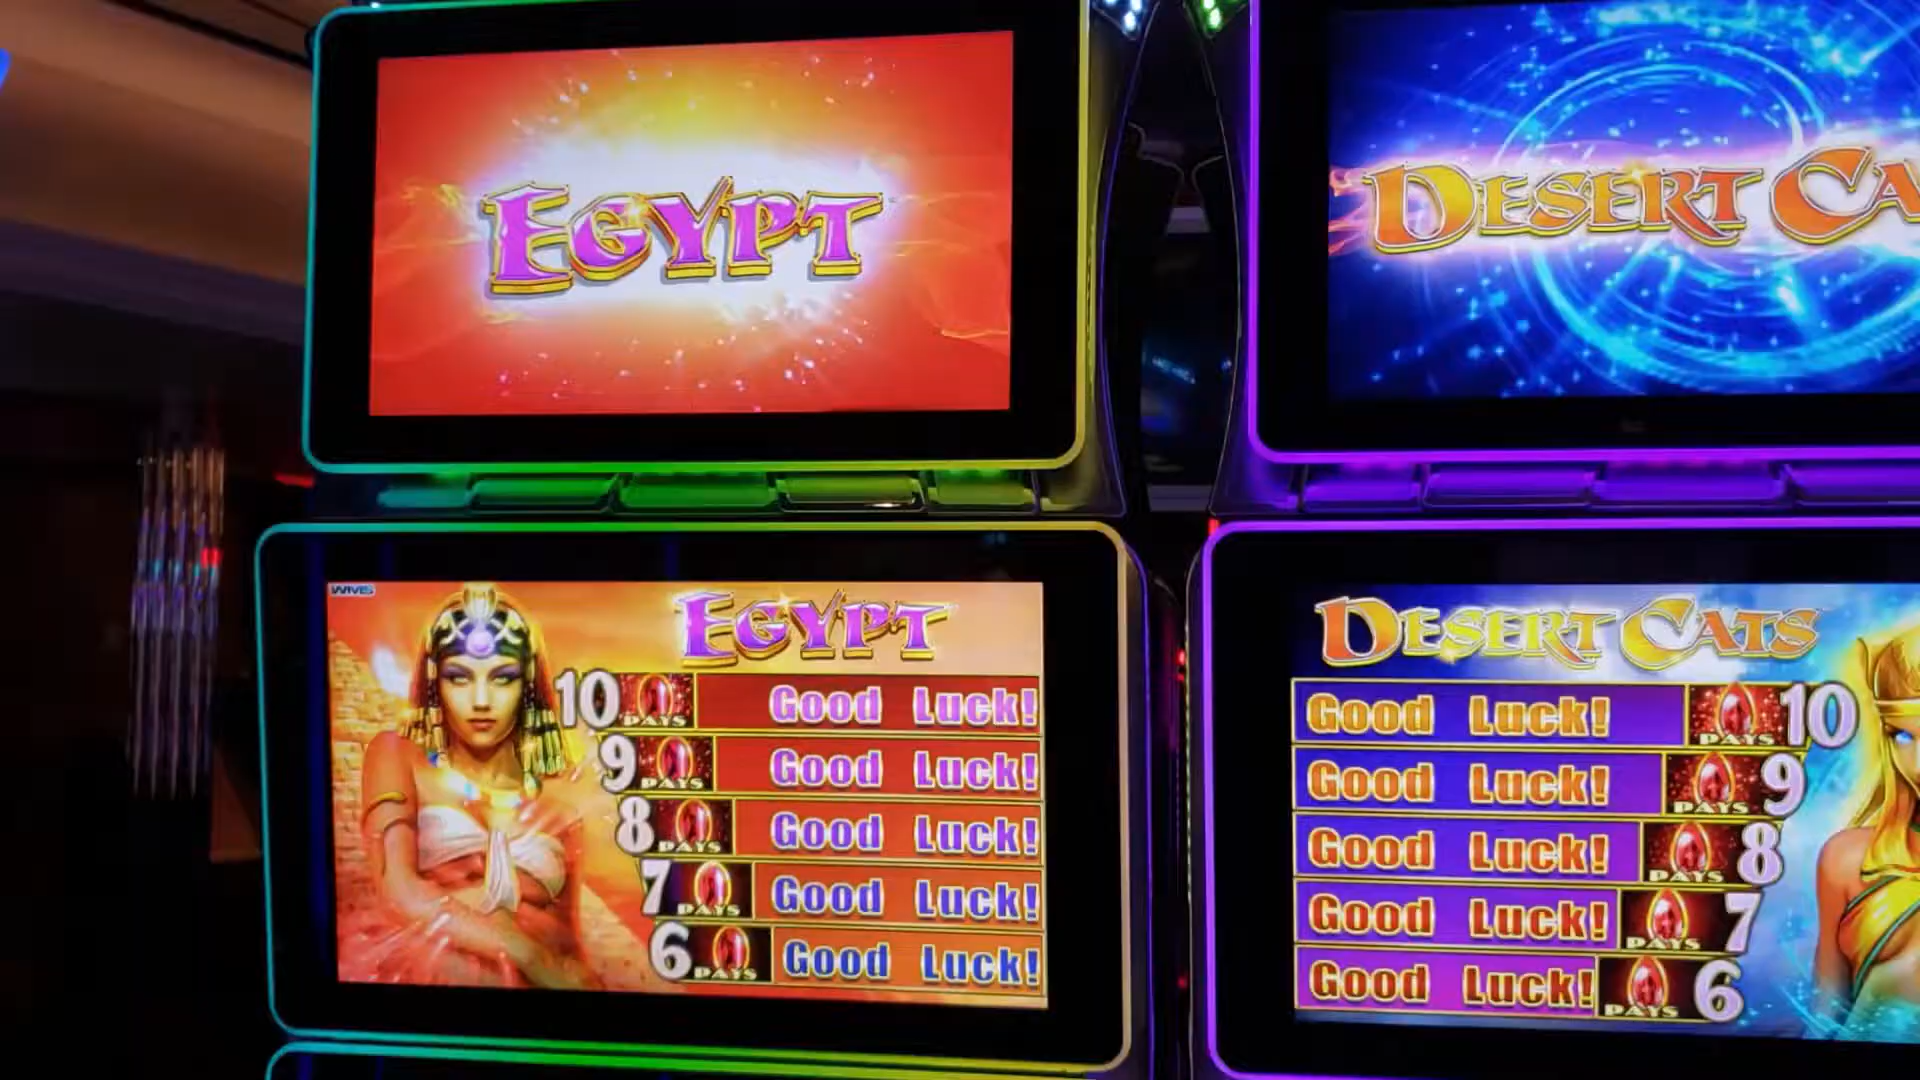 EGYPT
DESERT CA
WMS
EGYPT
10 PAYS Good Luck!
9 PAYS Good Luck!
8 PAYS Good Luck!
7 PAYS Good Luck!
6 PAYS Good Luck!
DESERT CATS
Good Luck! PAYS 10
Good Luck! PAYS 9
Good Luck! PAYS 8
Good Luck! PAYS 7
Good Luck! PAYS 6